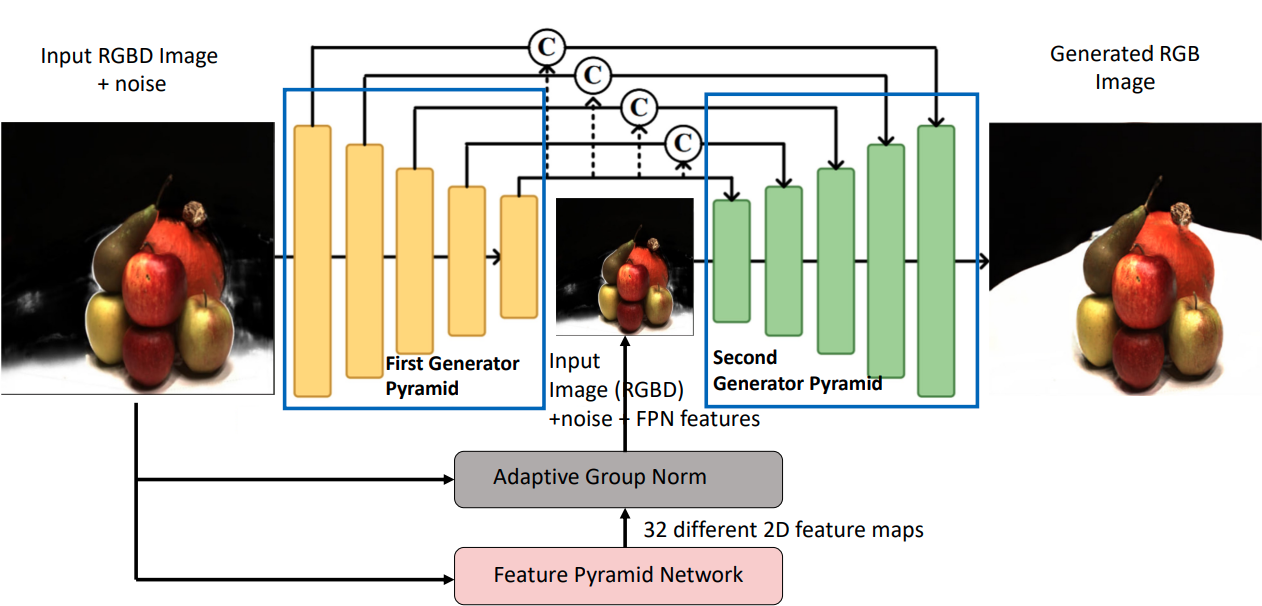 Input RGBD Image
+ noise
C
C
C
C
Generated RGB
Image
First Generator
Pyramid
Input
Image (RGBD)
+noise + FPN features
Second
Generator Pyramid
Adaptive Group Norm
32 different 2D feature maps
Feature Pyramid Network